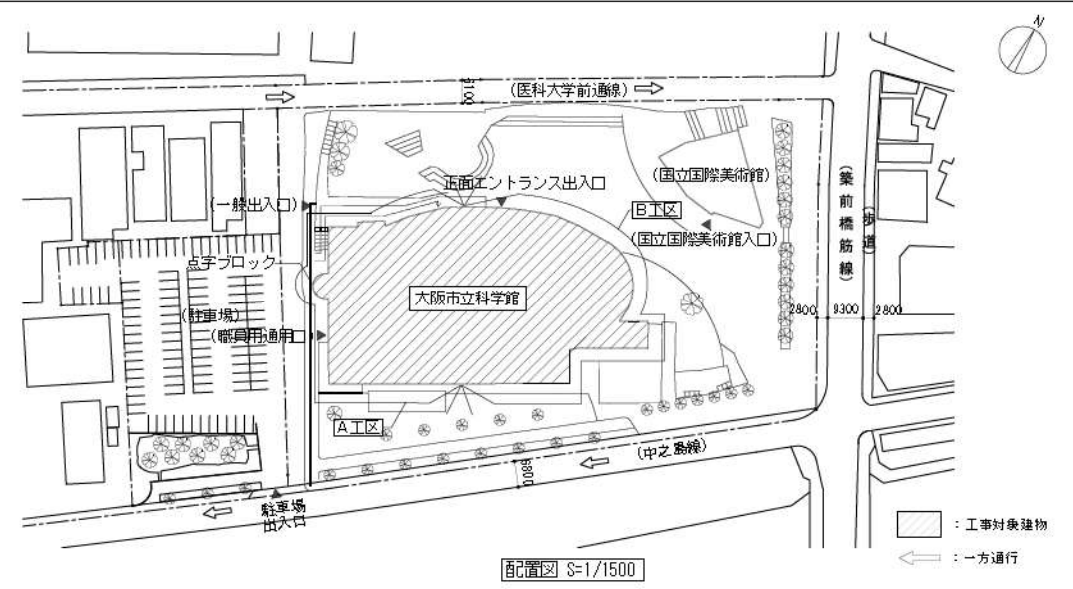 N
(医科大学前通線)
7100
(国立国際美術館)
正面エントランス出入口
(一般出入口)
B工区
(国立国際美術館入口)
(築前橋筋線)
(歩道)
点字ブロック
大阪市立科学館
(駐車場)
(職員用通用口)
2800
9300
2800
A工区
(中之島線)
6800
駐車場
出入口
:工事対象建物
:一方通行
配置図 S=1/1500